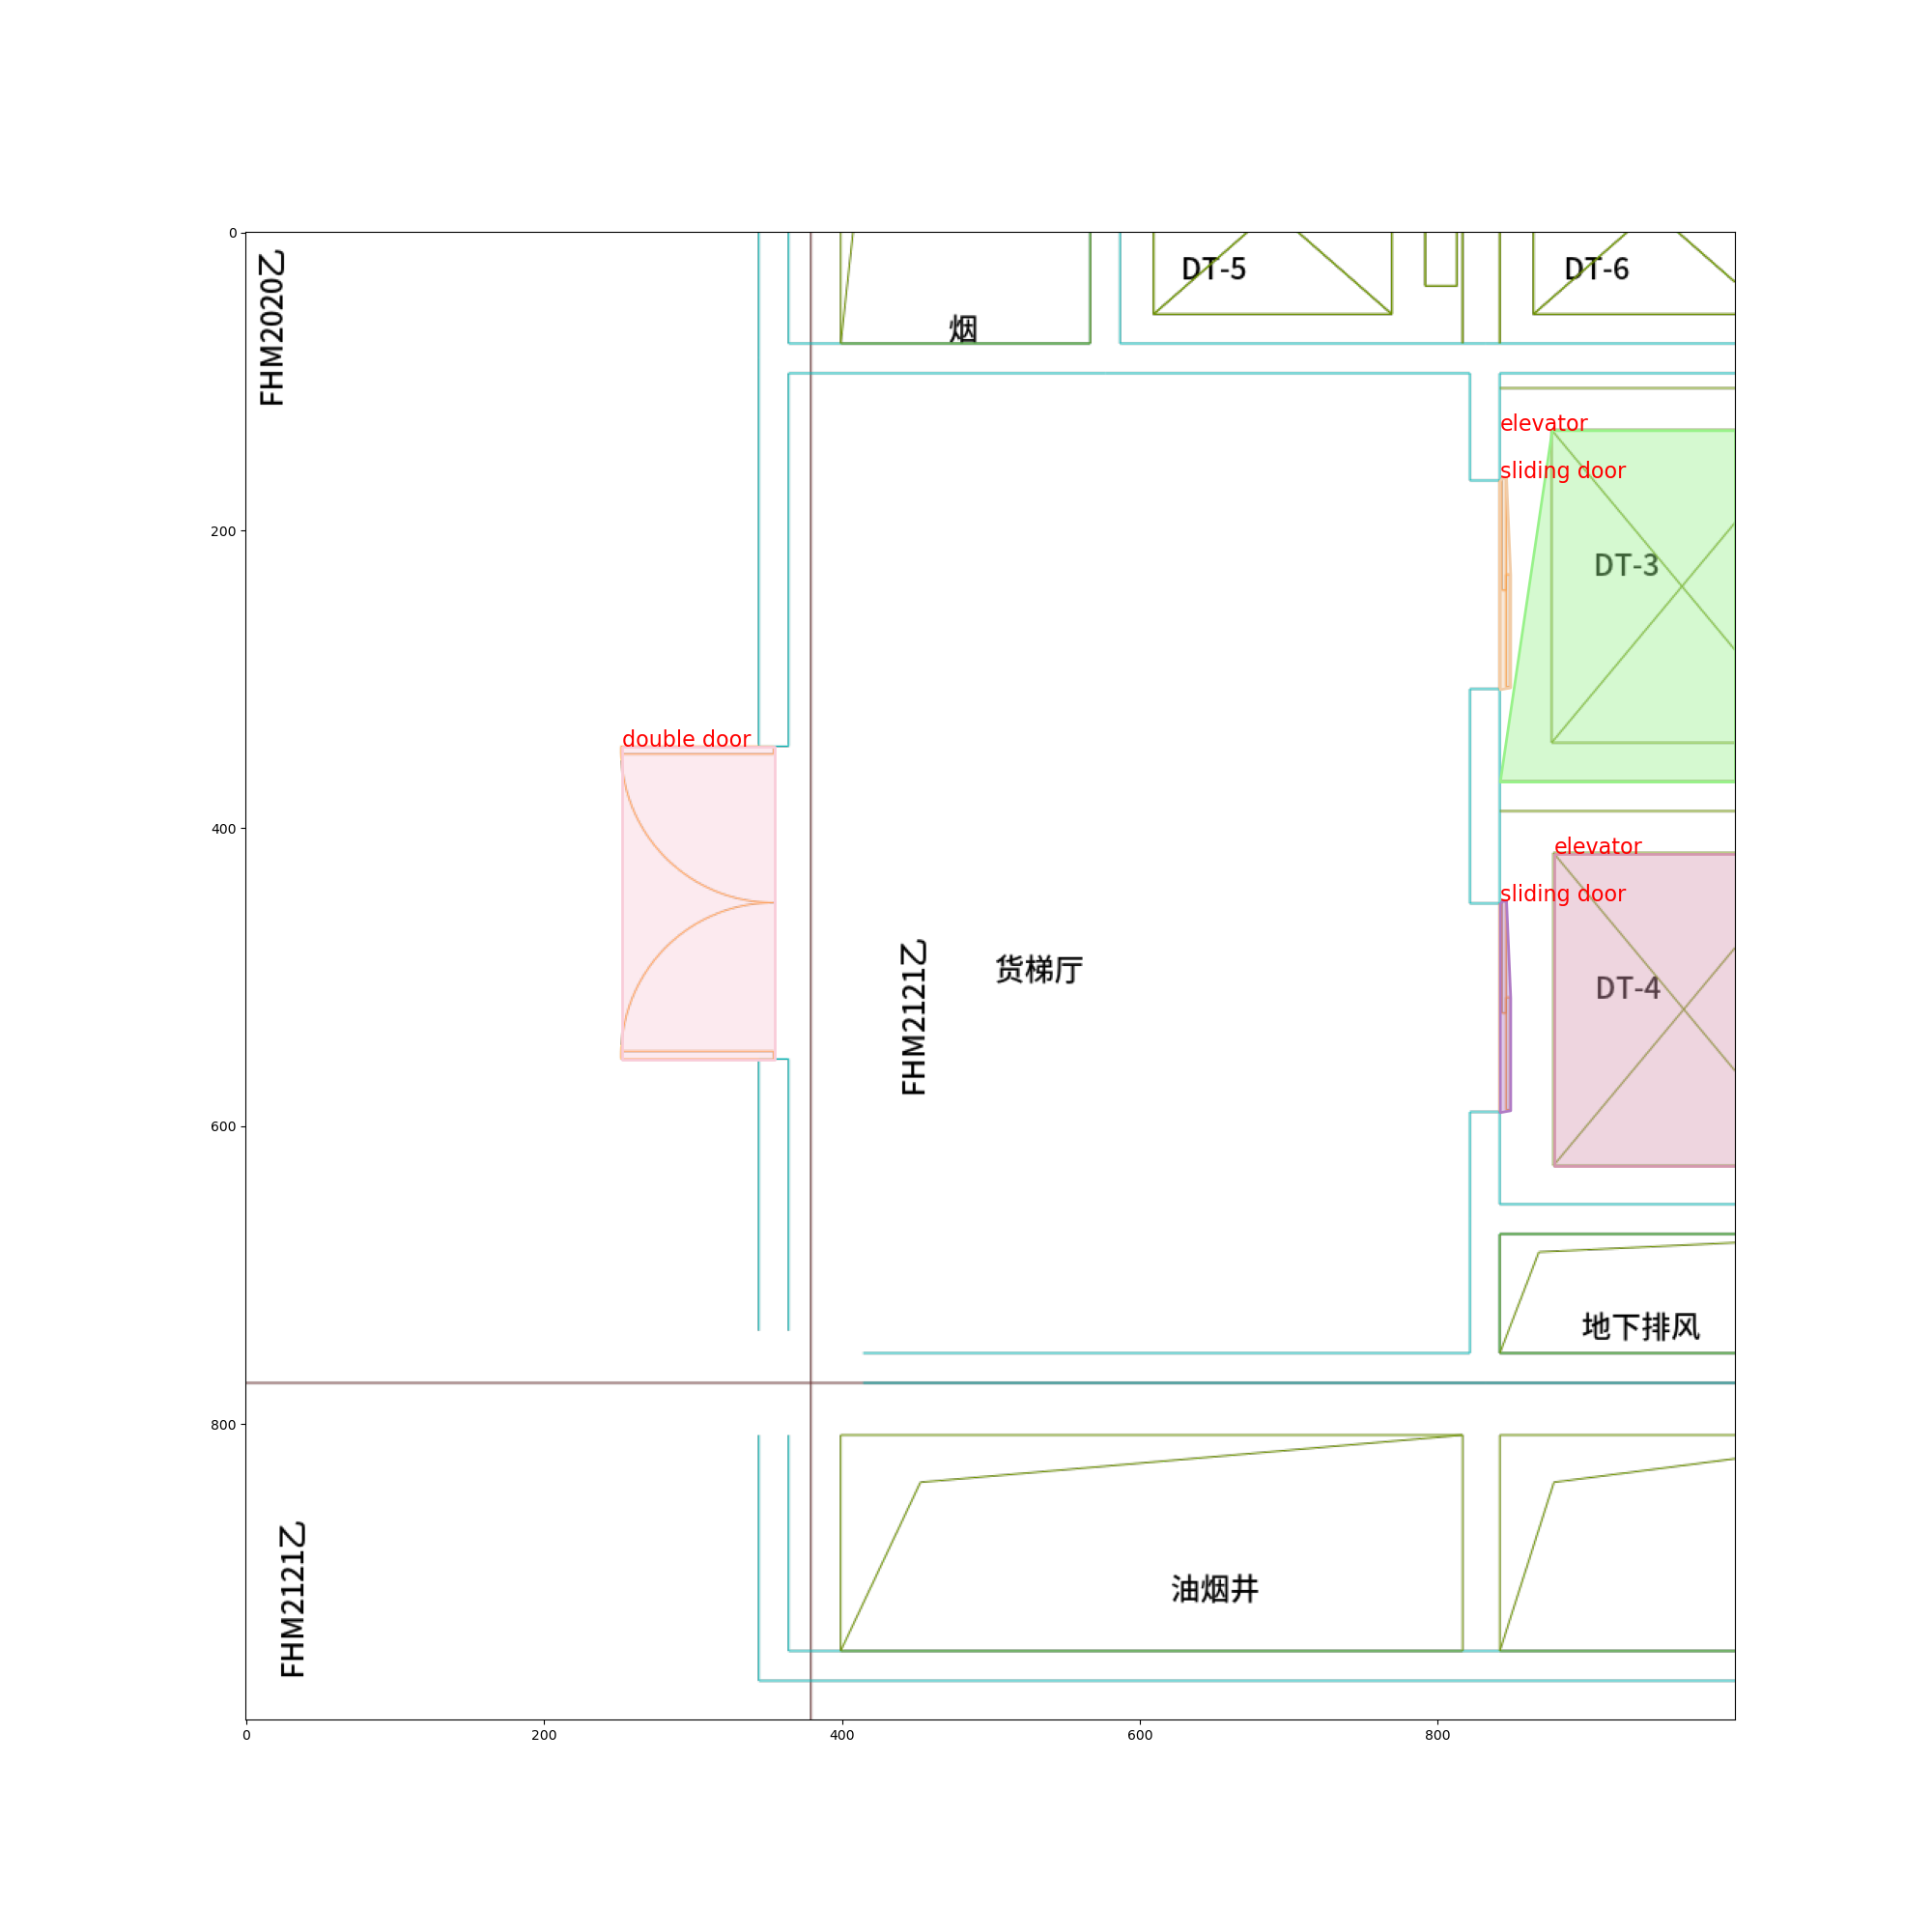 0
FHM2020乙
DT-5
DT-6
烟
elevator
sliding door
200
DT-3
double door
400
elevator
sliding door
FHM2121乙
货梯厅
DT-4
600
地下排风
800
FHM2121乙
油烟井
0
200
400
600
800